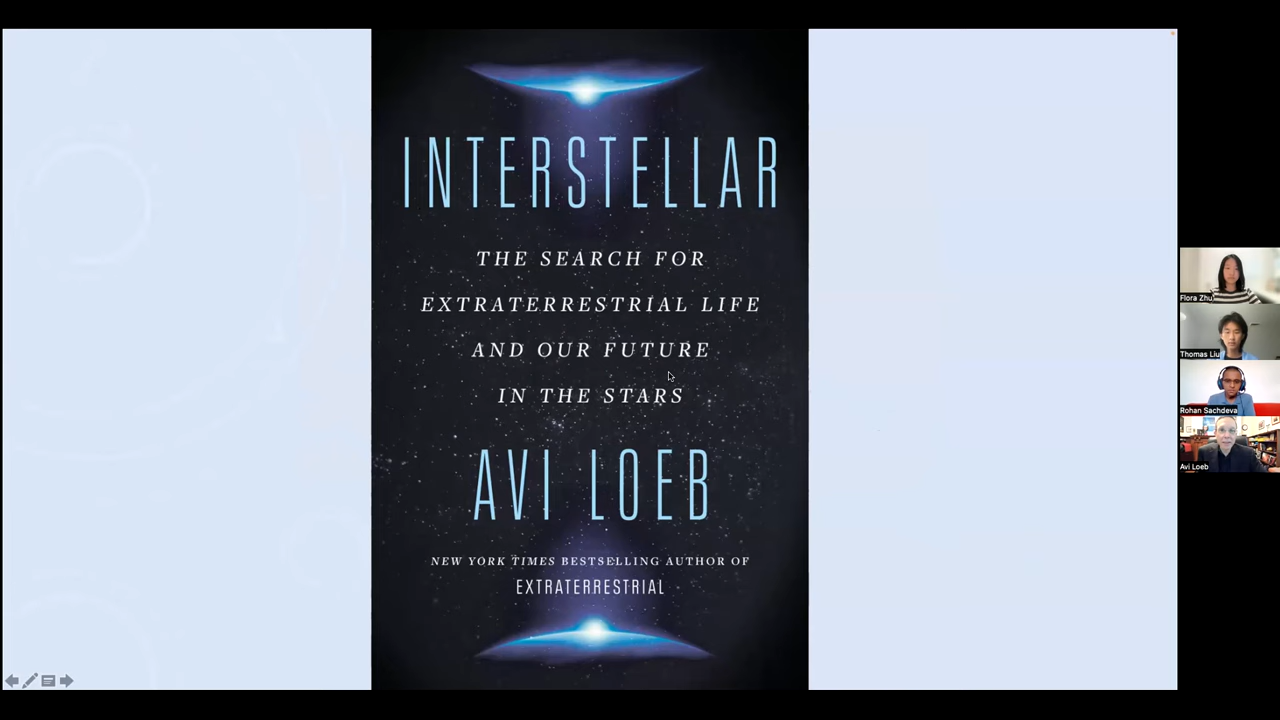 INTERSTELLAR
THE SEARCH FOR
EXTRATERRESTRIAL LIFE
AND OUR FUTURE
IN THE STARS
AVI LOEB
NEW YORK TIMES BESTSELLING AUTHOR OF
EXTRATERRESTRIAL
Flora Zhu
Thomas Liu
Rohan Sachdeva
Avi Loeb